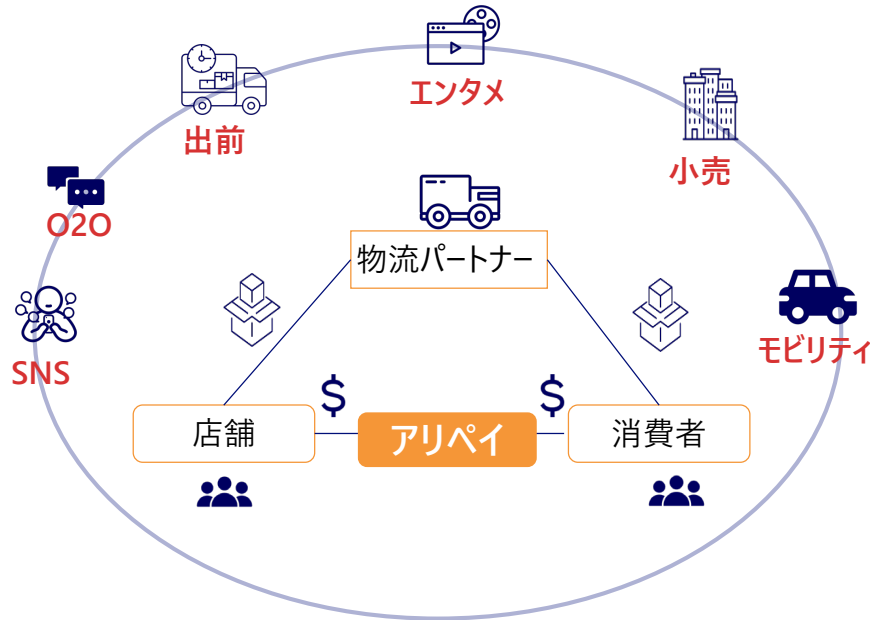 エンタメ
出前
小売
O2O
物流パートナー
モビリティ
SNS
$
$
店舗
アリペイ
消費者